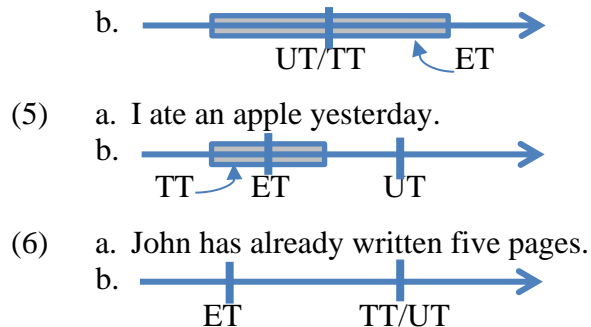 b.
UT/TT ET
(5) a. I ate an apple yesterday.
b.
TT ET UT
(6) a. John has already written five pages.
b.
ET TT/UT